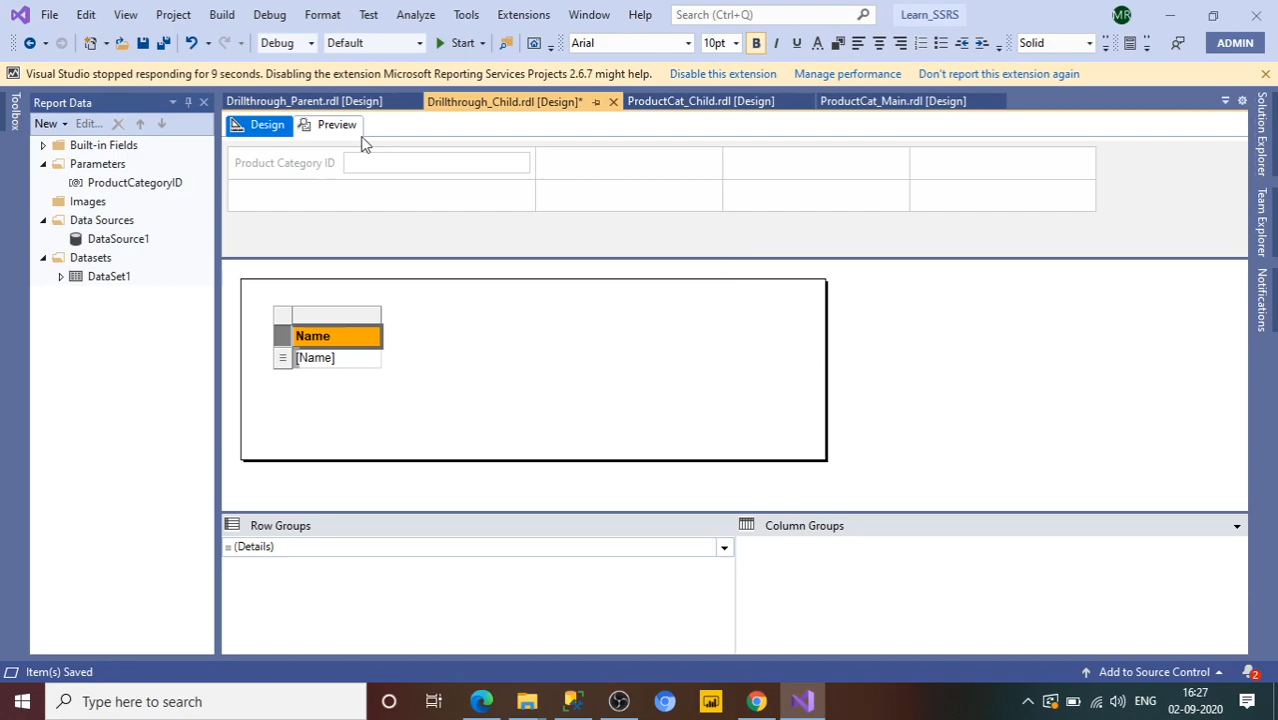 File Edit View Project Build Debug Format Test Analyze Tools Extensions Window Help Search (Ctrl+Q) Learn_SSRS MR
Debug Default Start Arial 10pt B I U A Solid ADMIN
Visual Studio stopped responding for 9 seconds. Disabling the extension Microsoft Reporting Services Projects 2.6.7 might help. Disable this extension Manage performance Don't report this extension again
Toolbox
Report Data
Drillthrough_Parent.rdl [Design] Drillthrough_Child.rdl [Design]* ProductCat_Child.rdl [Design] ProductCat_Main.rdl [Design]
New Edit...
Design Preview
Built-in Fields
Parameters
ProductCategoryID
Images
Data Sources
DataSource1
Datasets
DataSet1
Product Category ID
Name
[Name]
Row Groups Column Groups
(Details)
Solution Explorer
Team Explorer
Notifications
Item(s) Saved Add to Source Control 2
Type here to search ENG 16:27
02-09-2020